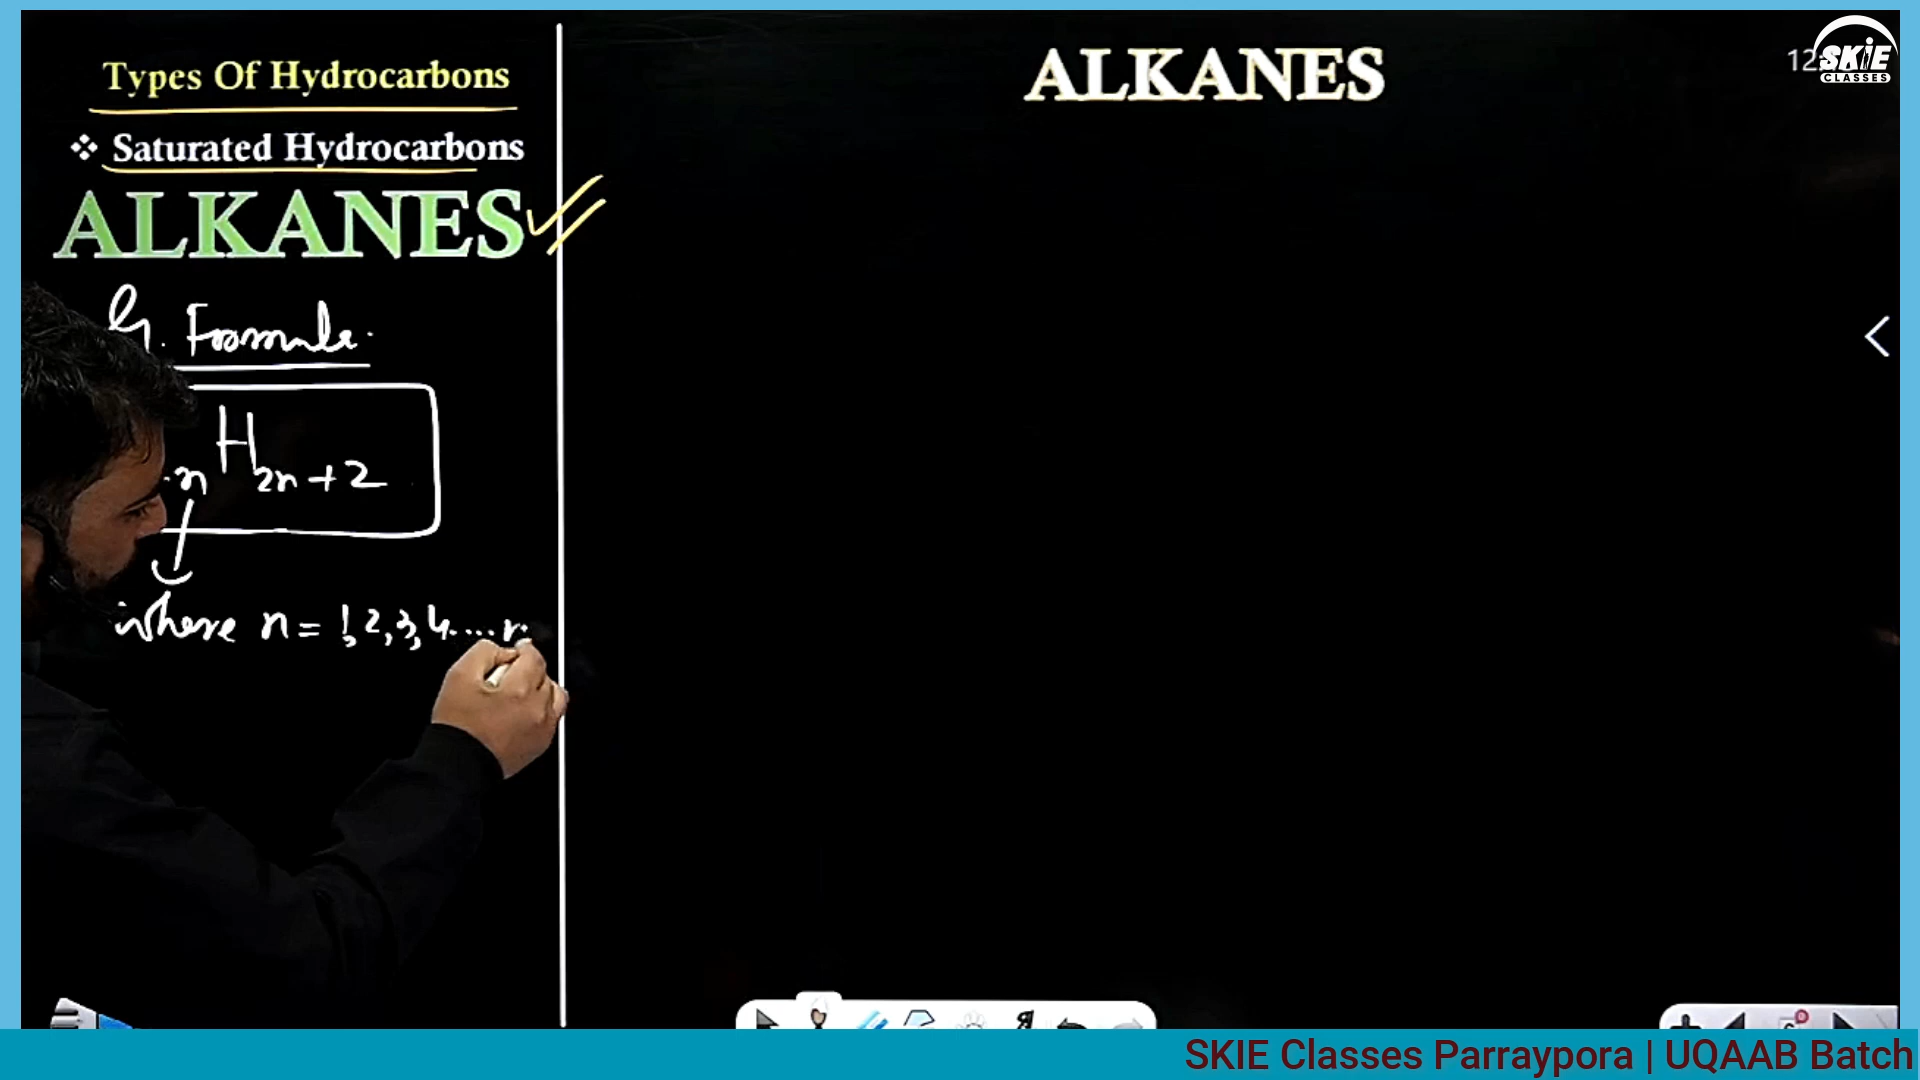 Types Of Hydrocarbons
❖ Saturated Hydrocarbons
ALKANES
G. Formula.
n H2n+2
where n = 1,2,3,4....
ALKANES
12
SKiE
CLASSES
SKIE Classes Parraypora | UQAAB Batch